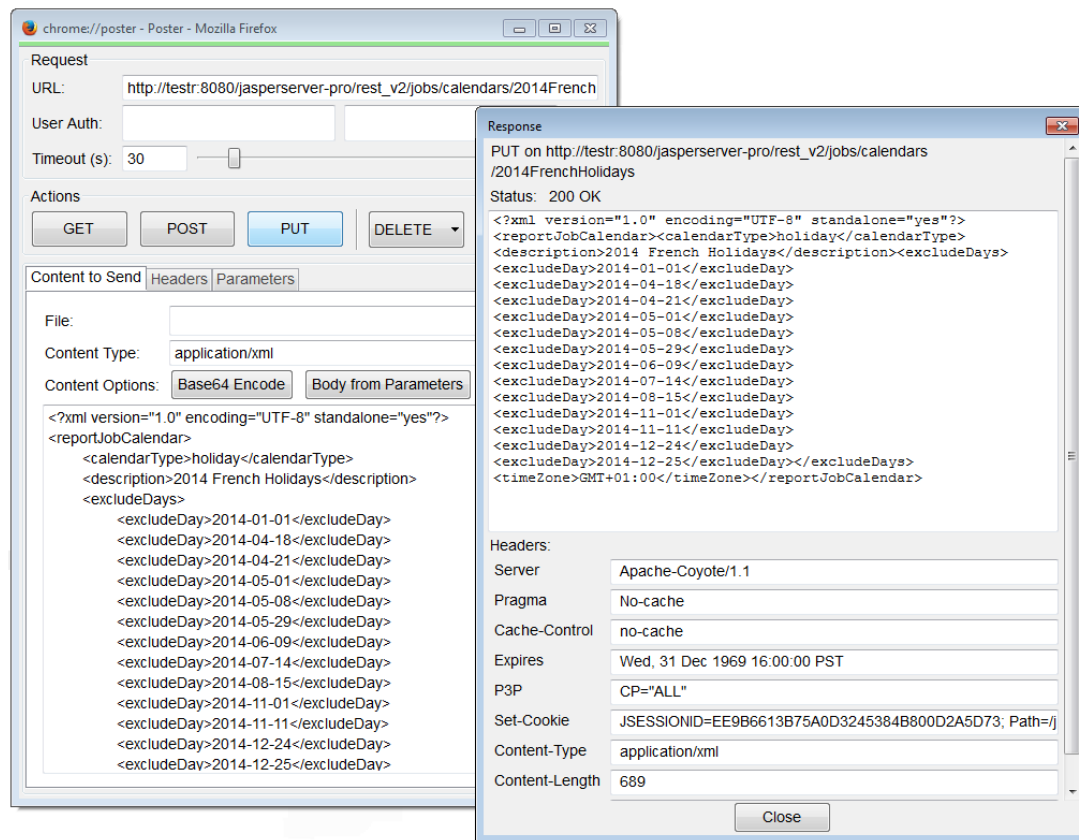 chrome://poster - Poster - Mozilla Firefox
Request
URL: http://testr:8080/jasperserver-pro/rest_v2/jobs/calendars/2014French
User Auth:
Timeout (s): 30
Actions
GET POST PUT DELETE
Content to Send Headers Parameters
File:
Content Type: application/xml
Content Options: Base64 Encode Body from Parameters
<?xml version="1.0" encoding="UTF-8" standalone="yes"?>
<reportJobCalendar>
<calendarType>holiday</calendarType>
<description>2014 French Holidays</description>
<excludeDays>
<excludeDay>2014-01-01</excludeDay>
<excludeDay>2014-04-18</excludeDay>
<excludeDay>2014-04-21</excludeDay>
<excludeDay>2014-05-01</excludeDay>
<excludeDay>2014-05-08</excludeDay>
<excludeDay>2014-05-29</excludeDay>
<excludeDay>2014-06-09</excludeDay>
<excludeDay>2014-07-14</excludeDay>
<excludeDay>2014-08-15</excludeDay>
<excludeDay>2014-11-01</excludeDay>
<excludeDay>2014-11-11</excludeDay>
<excludeDay>2014-12-24</excludeDay>
<excludeDay>2014-12-25</excludeDay>
Response
PUT on http://testr:8080/jasperserver-pro/rest_v2/jobs/calendars
/2014FrenchHolidays
Status: 200 OK
<?xml version="1.0" encoding="UTF-8" standalone="yes"?>
<reportJobCalendar><calendarType>holiday</calendarType>
<description>2014 French Holidays</description><excludeDays>
<excludeDay>2014-01-01</excludeDay>
<excludeDay>2014-04-18</excludeDay>
<excludeDay>2014-04-21</excludeDay>
<excludeDay>2014-05-01</excludeDay>
<excludeDay>2014-05-08</excludeDay>
<excludeDay>2014-05-29</excludeDay>
<excludeDay>2014-06-09</excludeDay>
<excludeDay>2014-07-14</excludeDay>
<excludeDay>2014-08-15</excludeDay>
<excludeDay>2014-11-01</excludeDay>
<excludeDay>2014-11-11</excludeDay>
<excludeDay>2014-12-24</excludeDay>
<excludeDay>2014-12-25</excludeDay></excludeDays>
<timeZone>GMT+01:00</timeZone></reportJobCalendar>
Headers:
Server Apache-Coyote/1.1
Pragma No-cache
Cache-Control no-cache
Expires Wed, 31 Dec 1969 16:00:00 PST
P3P CP="ALL"
Set-Cookie JSESSIONID=EE9B6613B75A0D3245384B800D2A5D73; Path=/j
Content-Type application/xml
Content-Length 689
Close